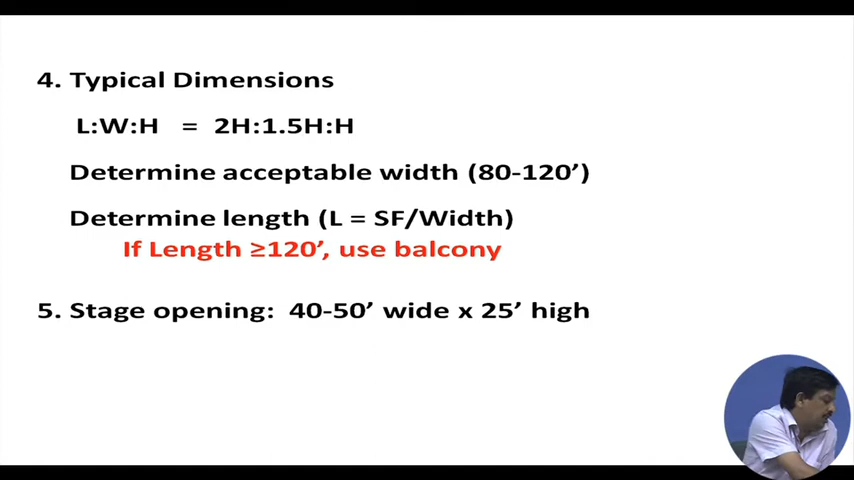 4. Typical Dimensions
L:W:H = 2H:1.5H:H
Determine acceptable width (80-120’)
Determine length (L = SF/Width)
If Length ≥120’, use balcony
5. Stage opening: 40-50’ wide x 25’ high